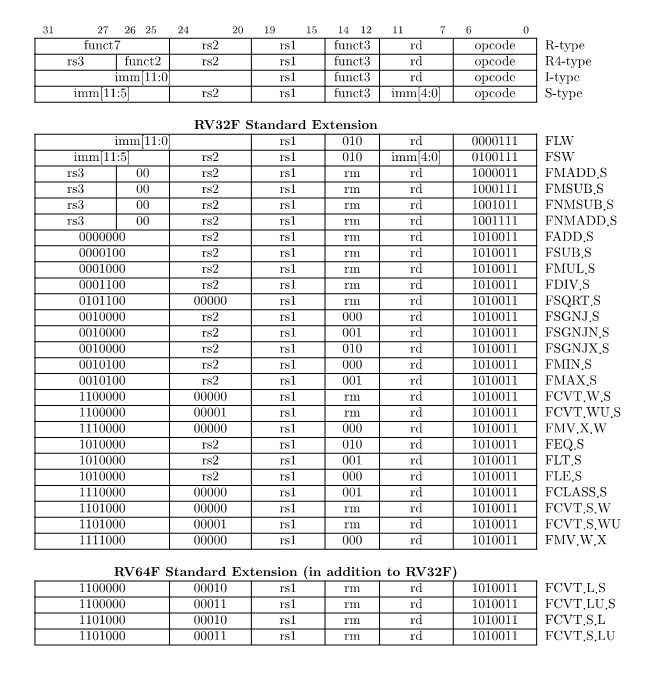 31 27 26 25 24 20 19 15 14 12 11 7 6 0
funct7 rs2 rs1 funct3 rd opcode R-type
rs3 funct2 rs2 rs1 funct3 rd opcode R4-type
imm[11:0 rs1 funct3 rd opcode I-type
imm[11:5] rs2 rs1 funct3 imm[4:0] opcode S-type
RV32F Standard Extension
imm[11:0] rs1 010 rd 0000111 FLW
imm[11:5] rs2 rs1 010 imm[4:0] 0100111 FSW
rs3 00 rs2 rs1 rm rd 1000011 FMADD.S
rs3 00 rs2 rs1 rm rd 1000111 FMSUB.S
rs3 00 rs2 rs1 rm rd 1001011 FNMSUB.S
rs3 00 rs2 rs1 rm rd 1001111 FNMADD.S
0000000 rs2 rs1 rm rd 1010011 FADD.S
0000100 rs2 rs1 rm rd 1010011 FSUB.S
0001000 rs2 rs1 rm rd 1010011 FMUL.S
0001100 rs2 rs1 rm rd 1010011 FDIV.S
0101100 00000 rs1 rm rd 1010011 FSQRT.S
0010000 rs2 rs1 000 rd 1010011 FSGNJ.S
0010000 rs2 rs1 001 rd 1010011 FSGNJN.S
0010000 rs2 rs1 010 rd 1010011 FSGNJX.S
0010100 rs2 rs1 000 rd 1010011 FMIN.S
0010100 rs2 rs1 001 rd 1010011 FMAX.S
1100000 00000 rs1 rm rd 1010011 FCVT.W.S
1100000 00001 rs1 rm rd 1010011 FCVT.WU.S
1110000 00000 rs1 000 rd 1010011 FMV.X.W
1010000 rs2 rs1 010 rd 1010011 FEQ.S
1010000 rs2 rs1 001 rd 1010011 FLT.S
1010000 rs2 rs1 000 rd 1010011 FLE.S
1110000 00000 rs1 001 rd 1010011 FCLASS.S
1101000 00000 rs1 rm rd 1010011 FCVT.S.W
1101000 00001 rs1 rm rd 1010011 FCVT.S.WU
1111000 00000 rs1 000 rd 1010011 FMV.W.X
RV64F Standard Extension (in addition to RV32F)
1100000 00010 rs1 rm rd 1010011 FCVT.L.S
1100000 00011 rs1 rm rd 1010011 FCVT.LU.S
1101000 00010 rs1 rm rd 1010011 FCVT.S.L
1101000 00011 rs1 rm rd 1010011 FCVT.S.LU